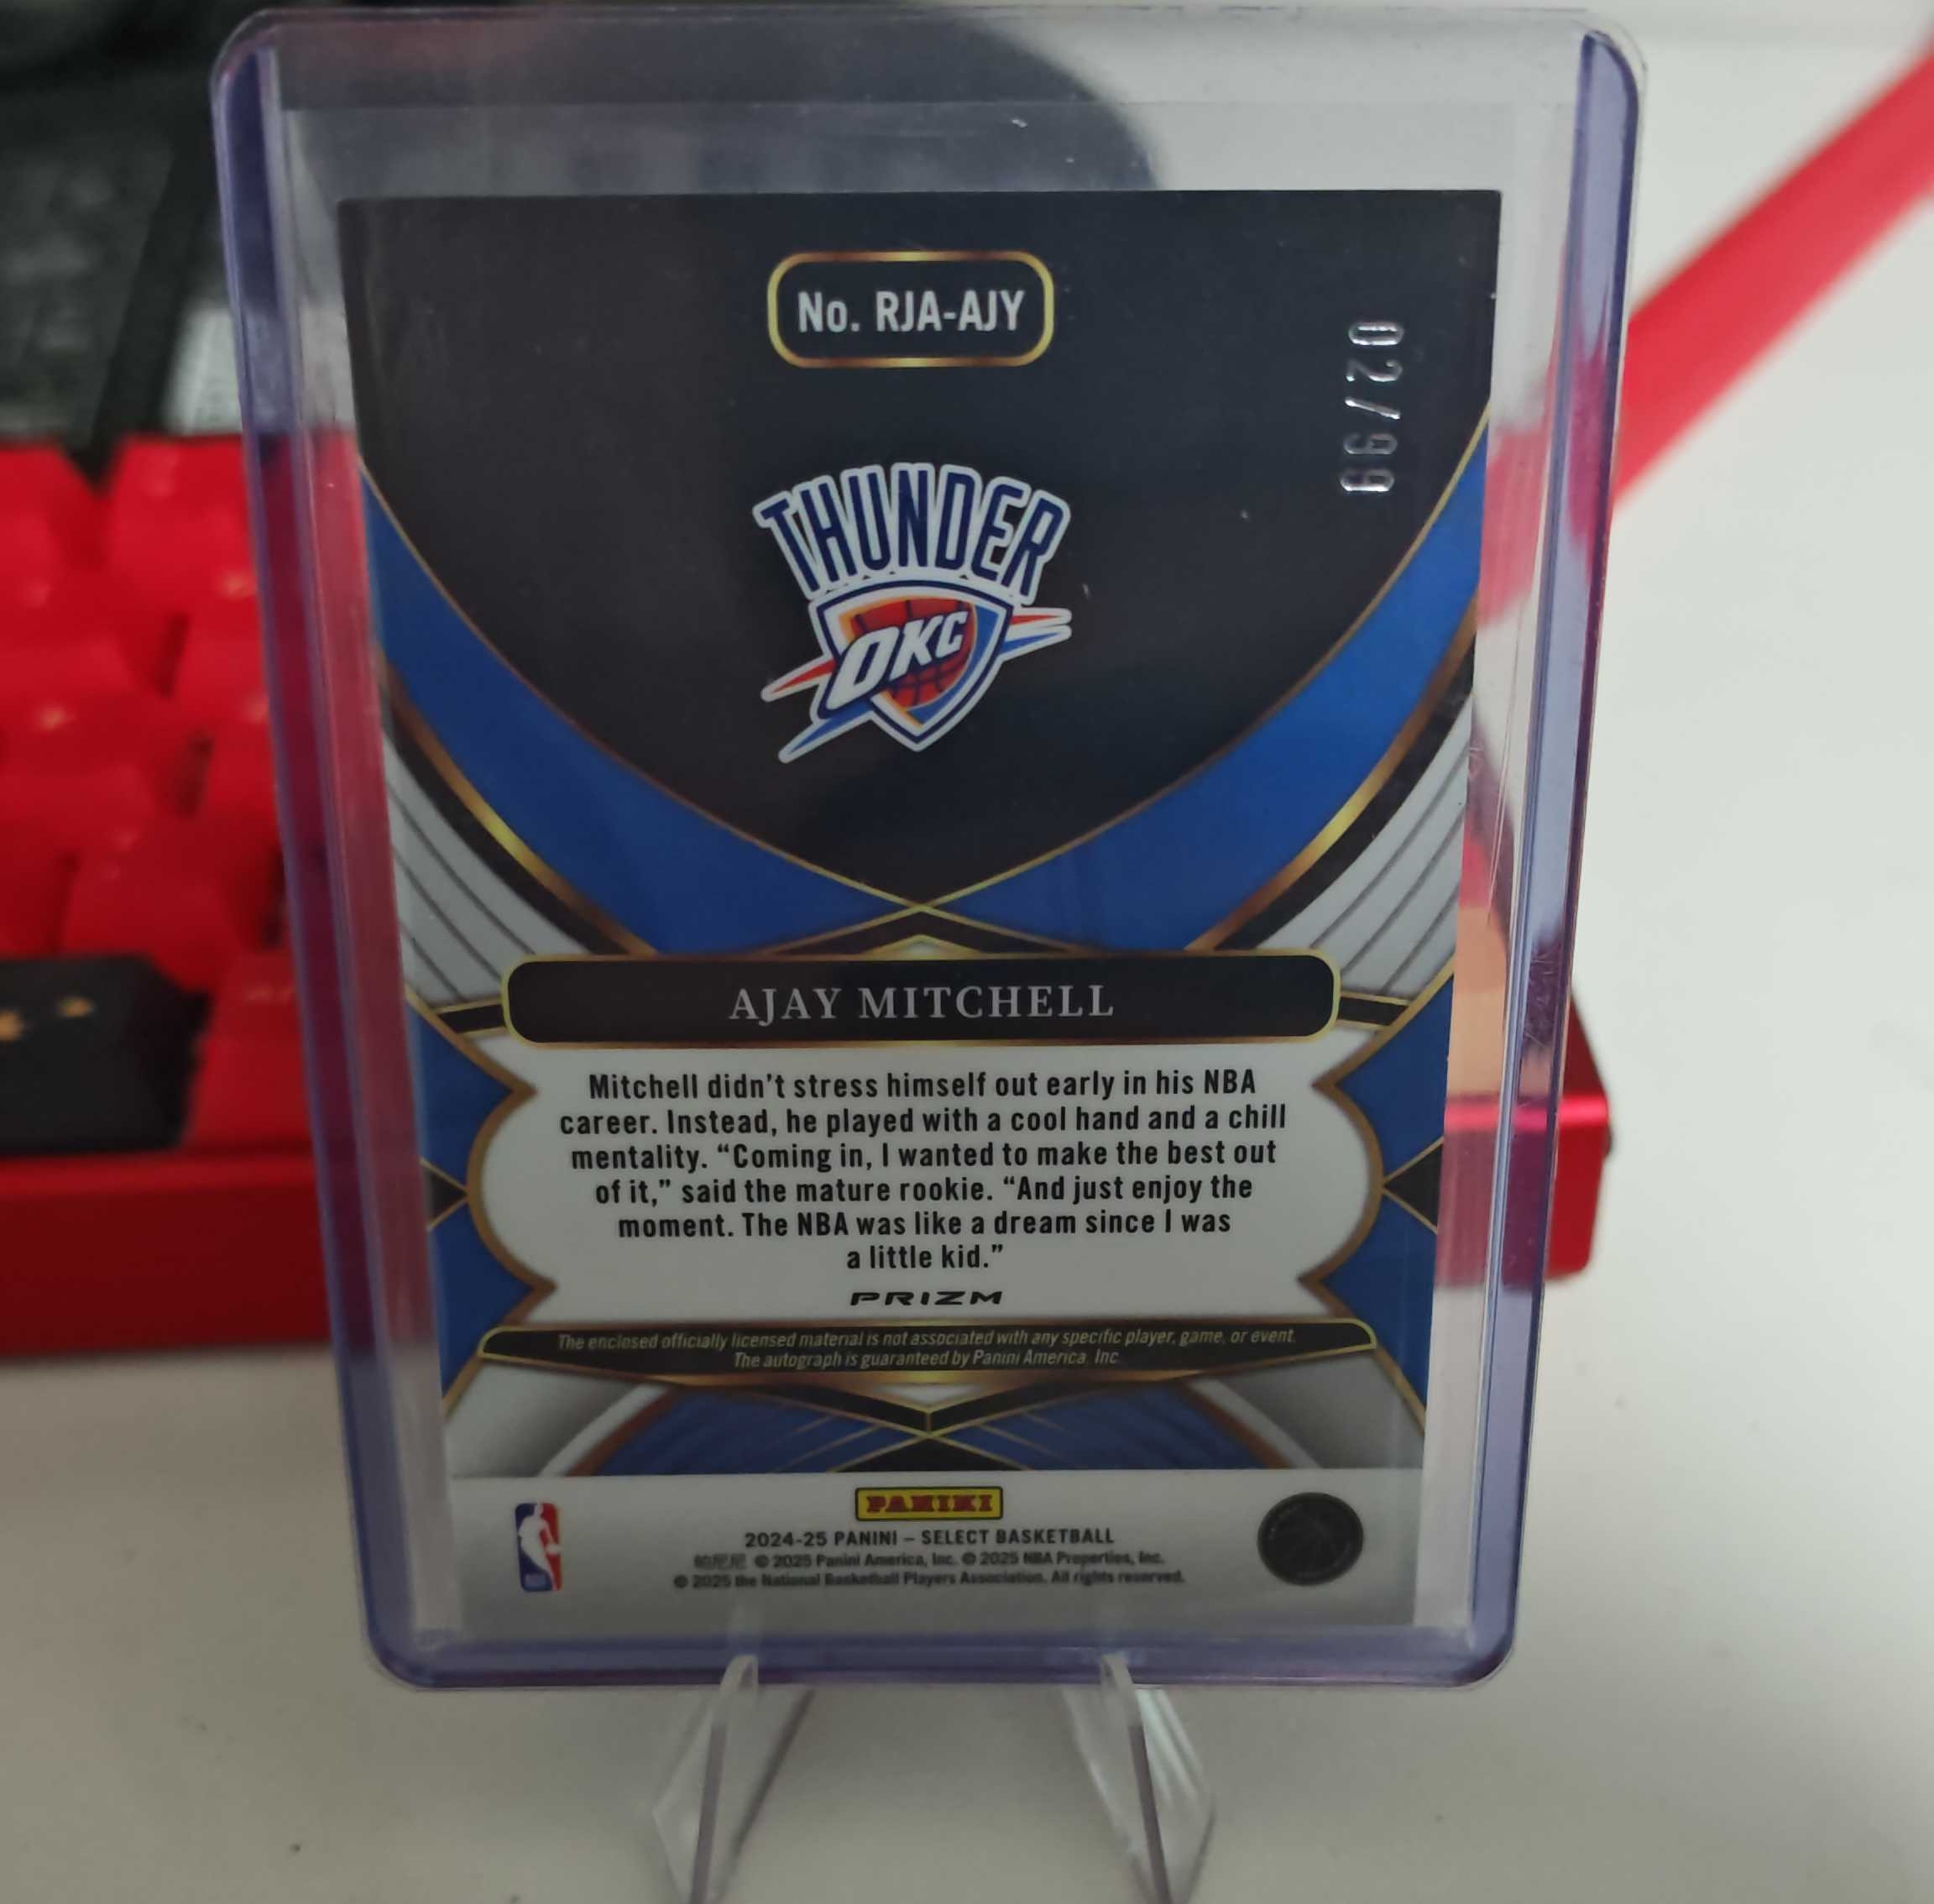 No. RJA-AJY
02/99
THUNDER
OKC
AJAY MITCHELL
Mitchell didn't stress himself out early in his NBA
career. Instead, he played with a cool hand and a chill
mentality. “Coming in, I wanted to make the best out
of it,” said the mature rookie. “And just enjoy the
moment. The NBA was like a dream since I was
a little kid.”
PRIZM
The enclosed officially licensed material is not associated with any specific player, game, or event.
The autograph is guaranteed by Panini America, Inc.
PANINI
2024-25 PANINI – SELECT BASKETBALL
帕尼尼 © 2025 Panini America, Inc. © 2025 NBA Properties, Inc.
© 2025 the National Basketball Players Association. All rights reserved.